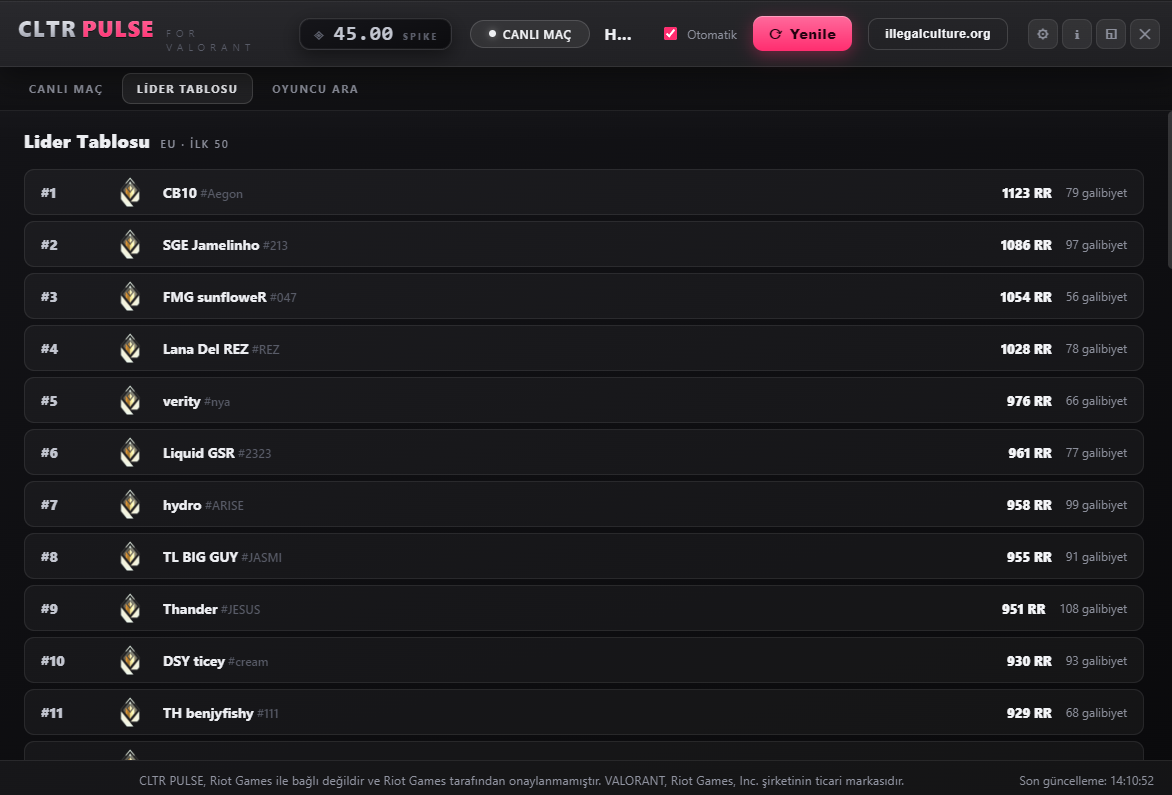 CLTR PULSE FOR VALORANT
45.00 SPIKE
CANLI MAÇ
H...
Otomatik
Yenile
illegalculture.org
CANLI MAÇ LİDER TABLOSU OYUNCU ARA
Lider Tablosu EU · İLK 50
#1 CB10 #Aegon 1123 RR 79 galibiyet
#2 SGE Jamelinho #213 1086 RR 97 galibiyet
#3 FMG sunfloweR #047 1054 RR 56 galibiyet
#4 Lana Del REZ #REZ 1028 RR 78 galibiyet
#5 verity #nya 976 RR 66 galibiyet
#6 Liquid GSR #2323 961 RR 77 galibiyet
#7 hydro #ARISE 958 RR 99 galibiyet
#8 TL BIG GUY #JASMI 955 RR 91 galibiyet
#9 Thander #JESUS 951 RR 108 galibiyet
#10 DSY ticey #cream 930 RR 93 galibiyet
#11 TH benjyfishy #111 929 RR 68 galibiyet
CLTR PULSE, Riot Games ile bağlı değildir ve Riot Games tarafından onaylanmamıştır. VALORANT, Riot Games, Inc. şirketinin ticari markasıdır.
Son güncelleme: 14:10:52